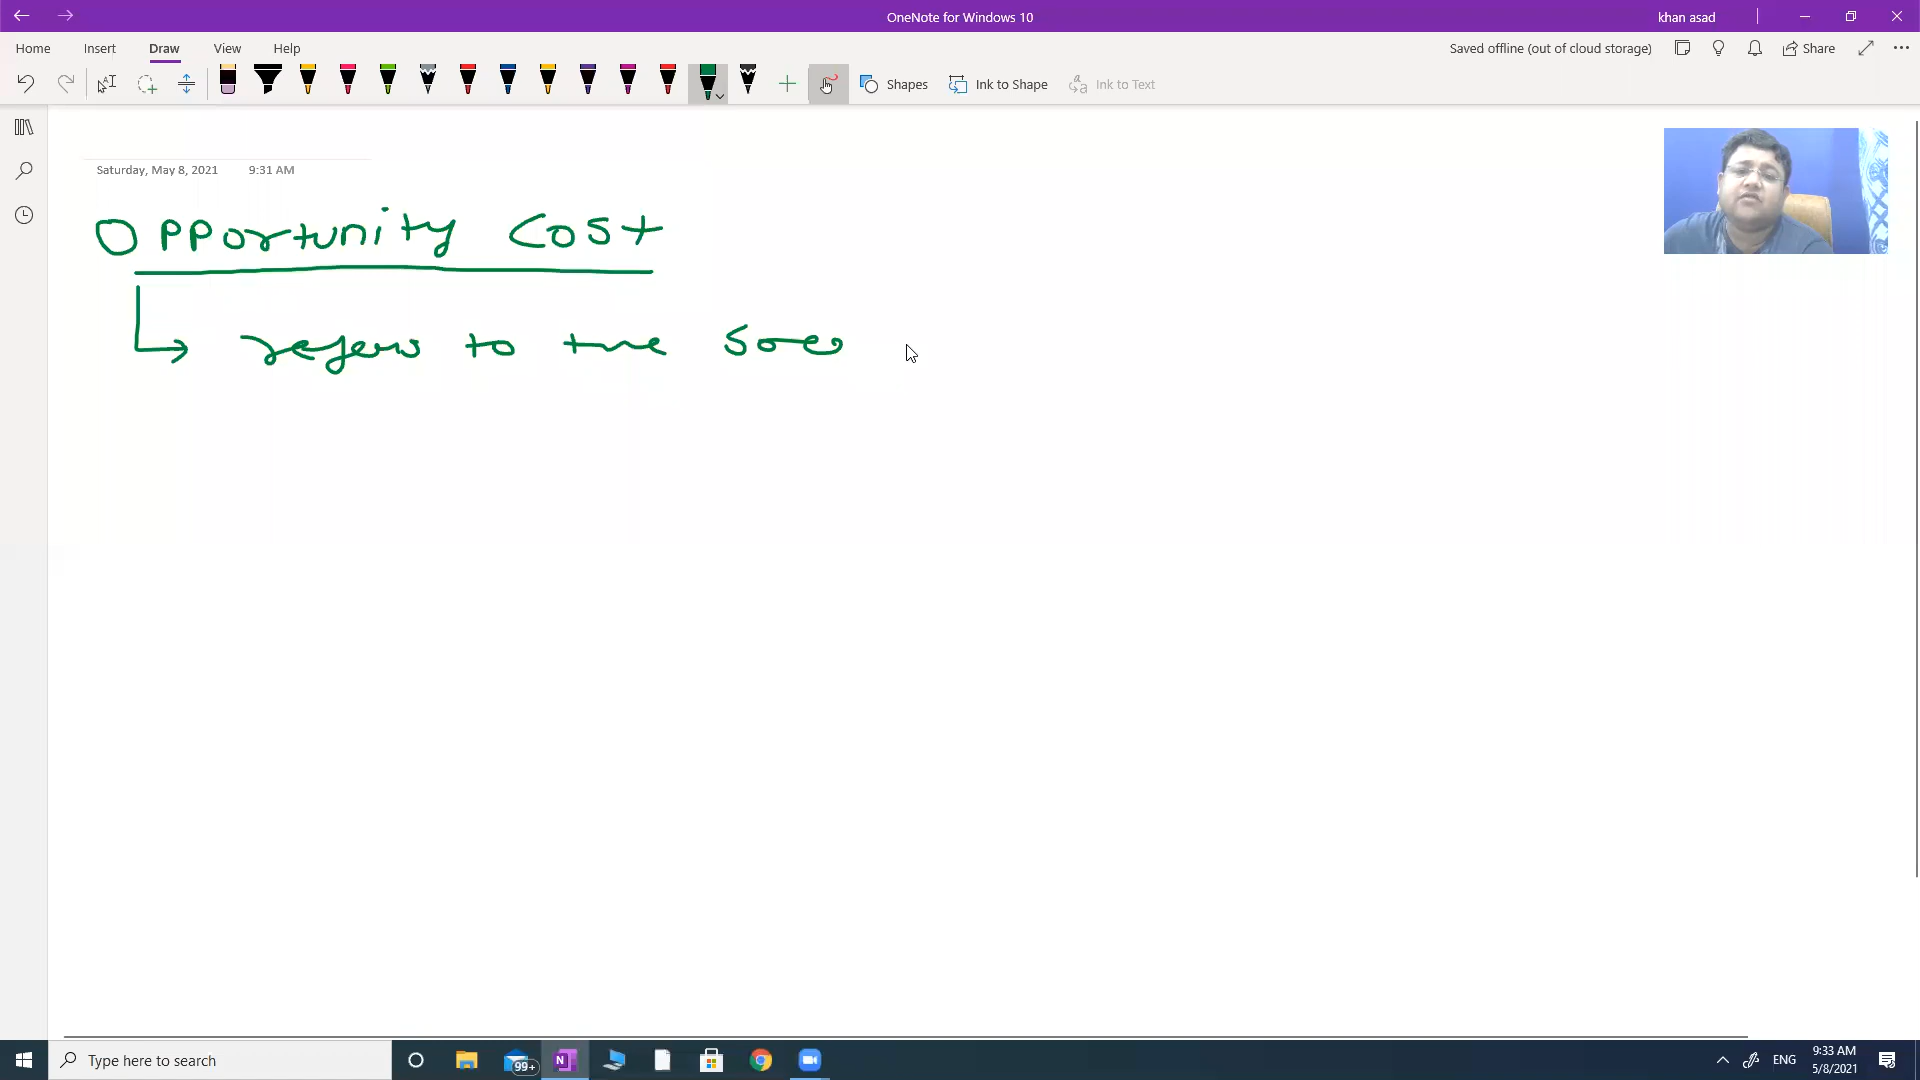 OneNote for Windows 10
khan asad
Home Insert Draw View Help
Saved offline (out of cloud storage) Share
Shapes Ink to Shape Ink to Text
Saturday, May 8, 2021 9:31 AM
Opportunity Cost
refers to the
Type here to search
99+
ENG
9:33 AM
5/8/2021